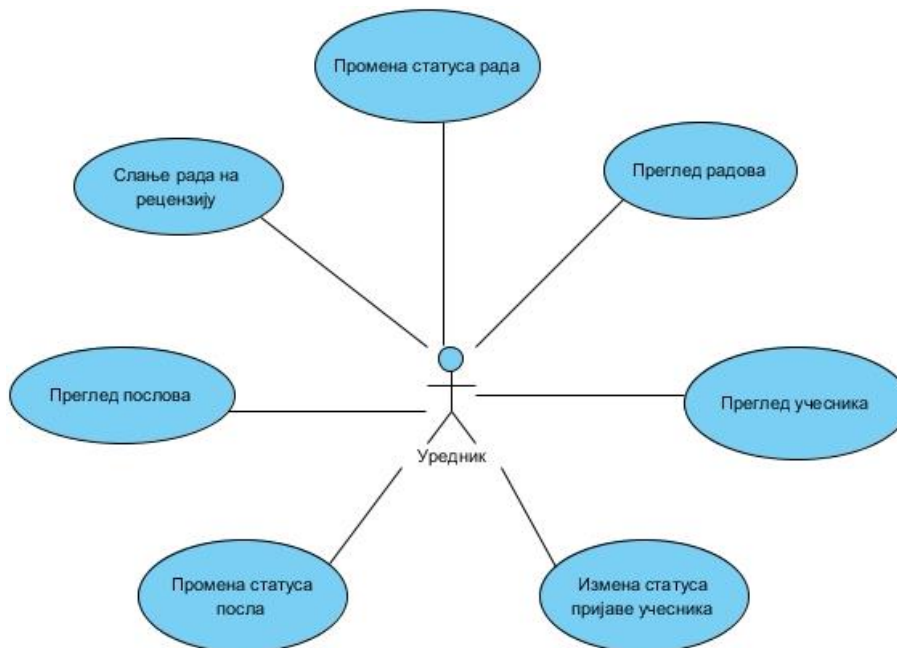 Промена статуса рада
Слање рада на
рецензију
Преглед радова
Преглед послова
Преглед учесника
Уредник
Промена статуса
посла
Измена статуса
пријаве учесника